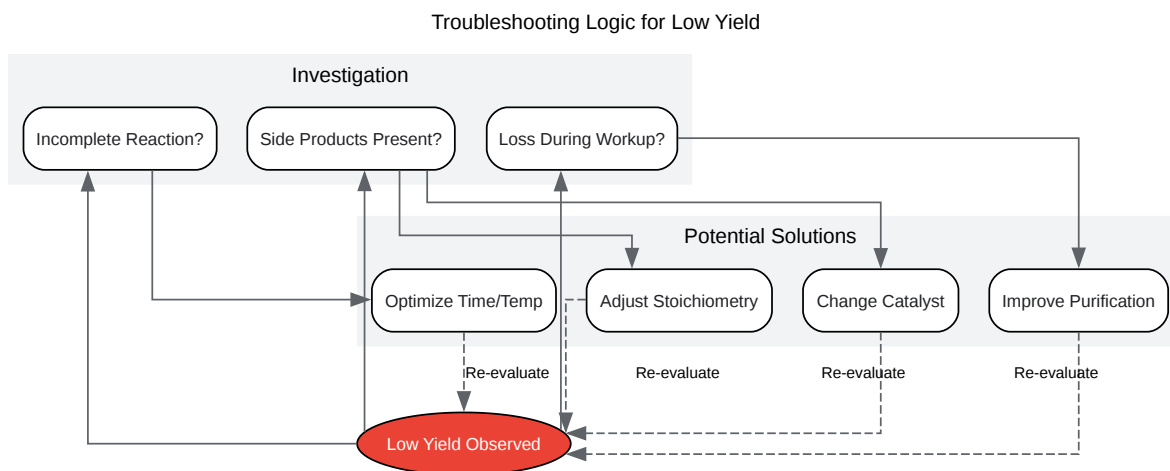 Troubleshooting Logic for Low Yield
Investigation
Incomplete Reaction?
Side Products Present?
Loss During Workup?
Potential Solutions
Optimize Time/Temp
Adjust Stoichiometry
Change Catalyst
Improve Purification
Re-evaluate
Re-evaluate
Re-evaluate
Re-evaluate
Low Yield Observed